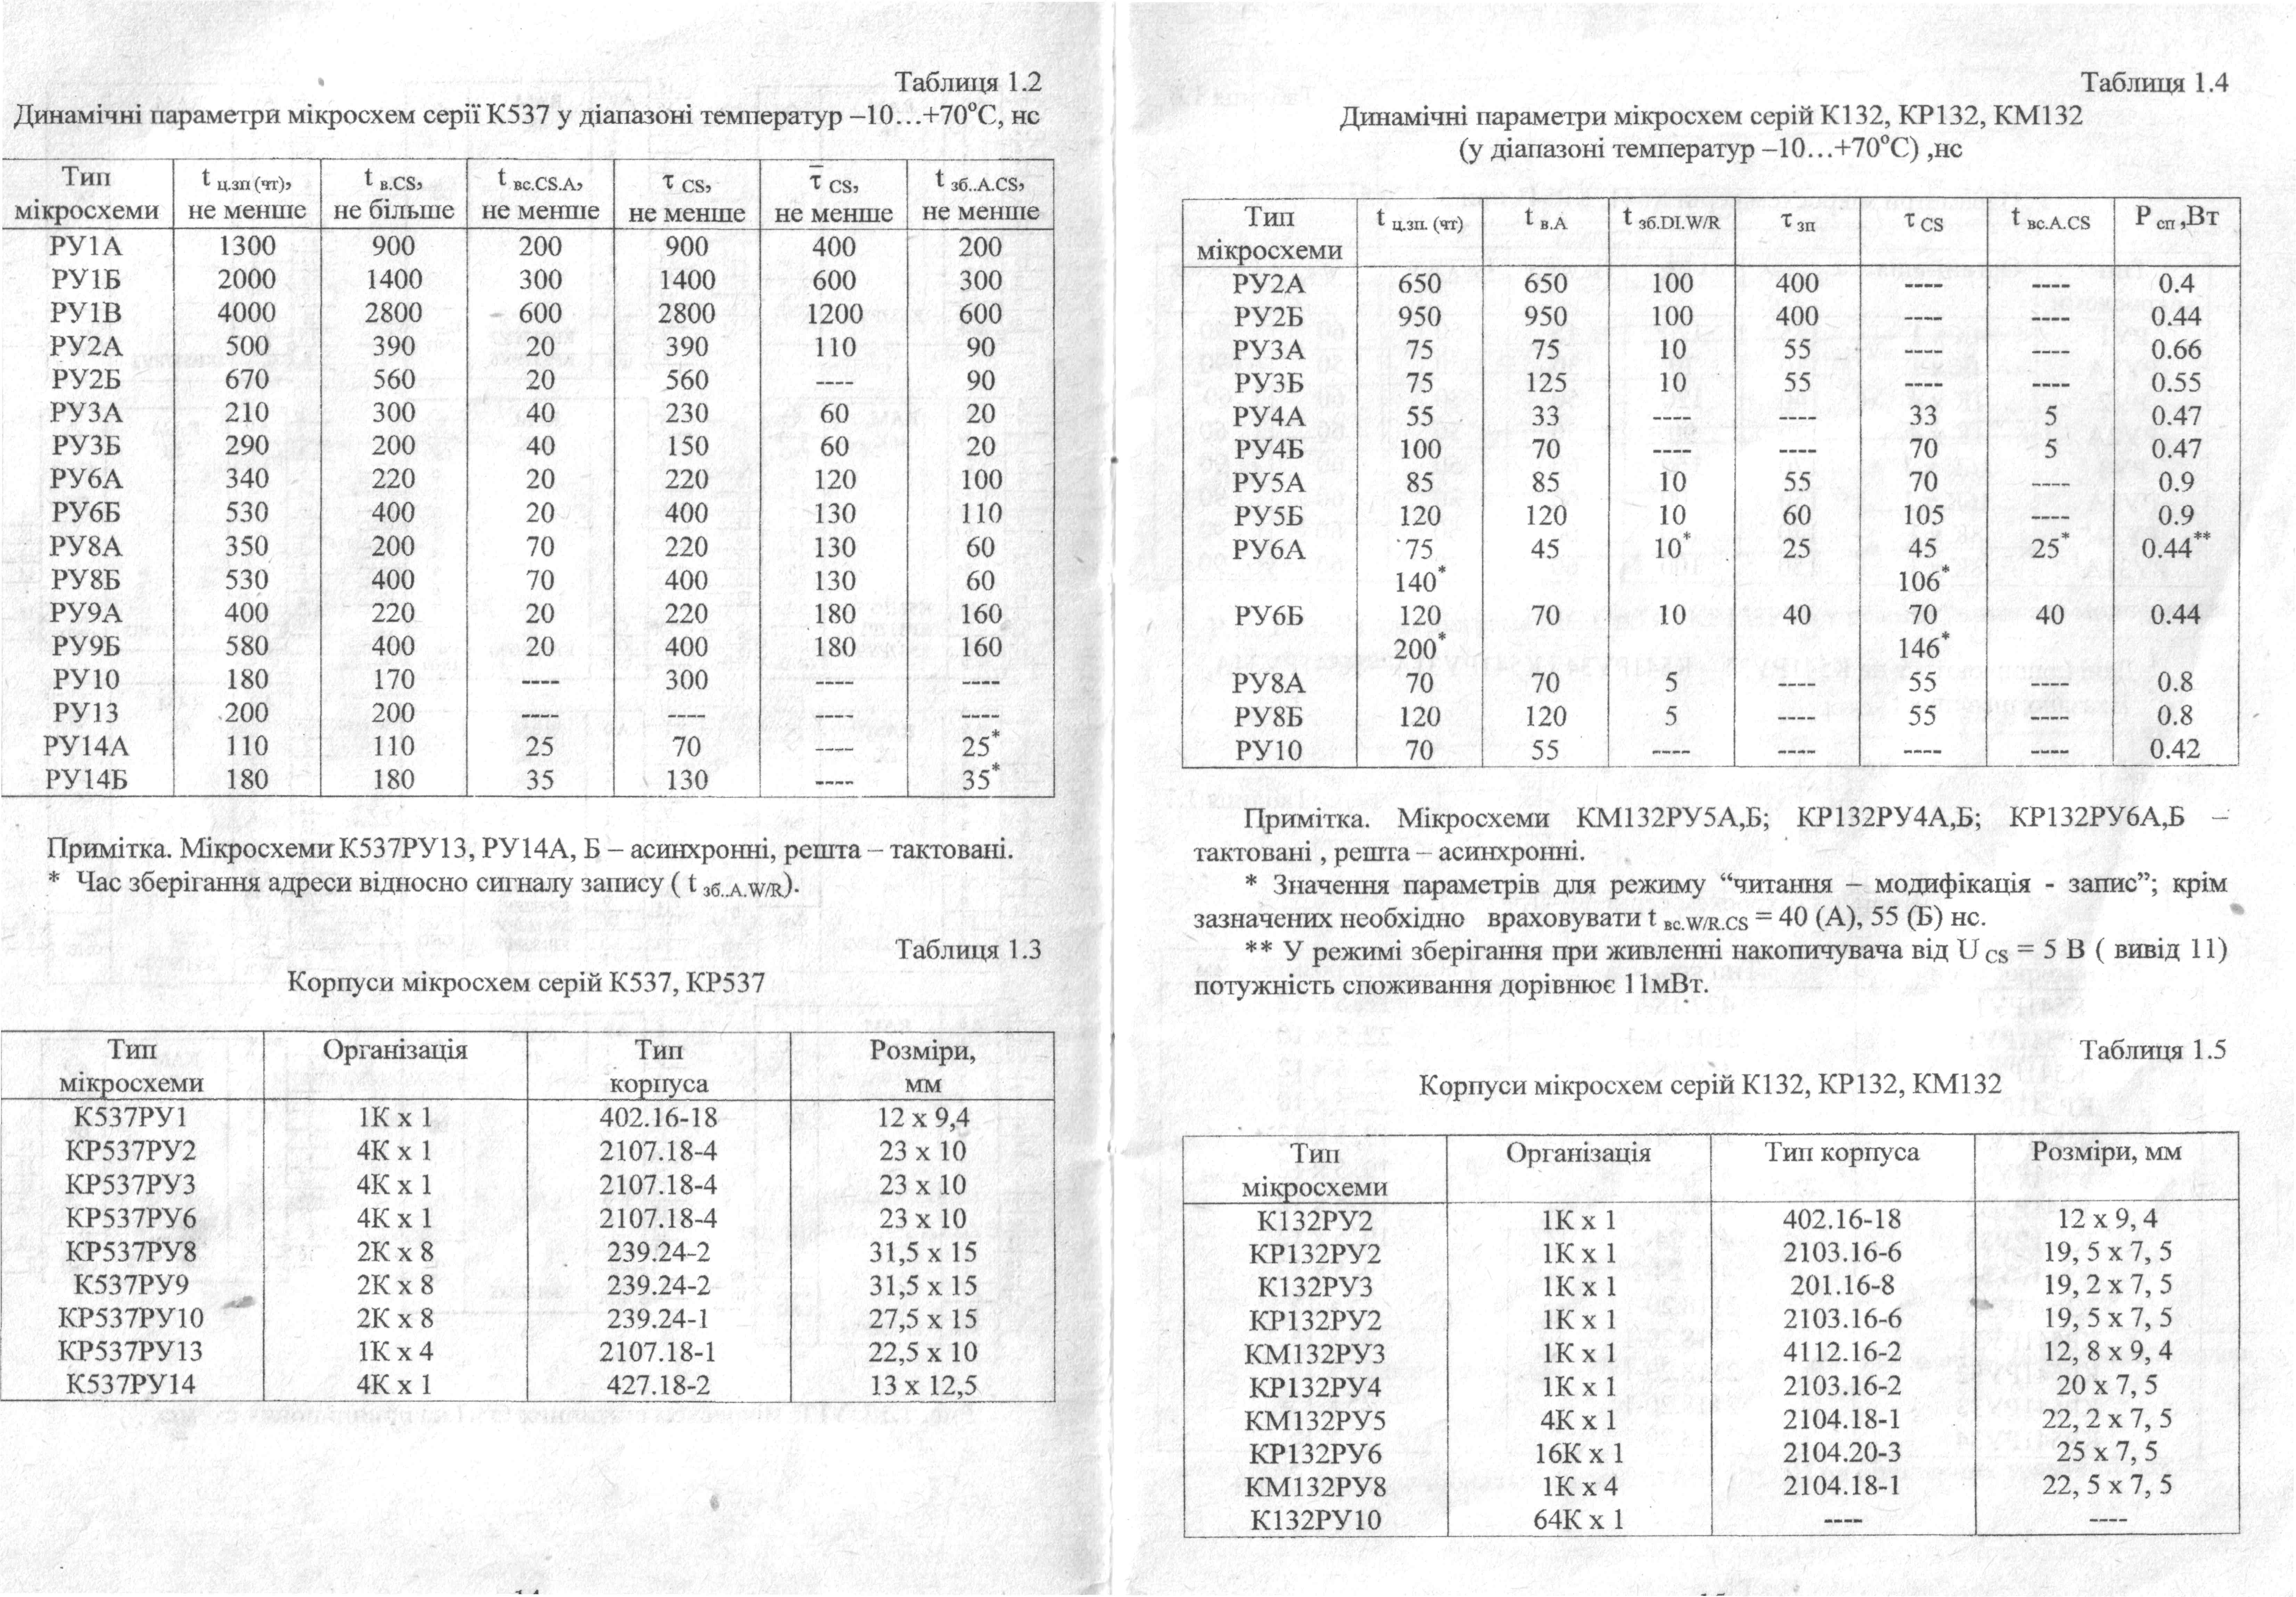 Таблиця 1.2
Динамічні параметри мікросхем серії К537 у діапазоні температур –10…+70°С, нс
Тип мікросхеми | t ц.зп (чт), не менше | t в.CS, не більше | t вс.CS.A, не менше | τ CS, не менше | τ̅ CS, не менше | t зб..A.CS, не менше
РУ1А 1300 900 200 900 400 200
РУ1Б 2000 1400 300 1400 600 300
РУ1В 4000 2800 600 2800 1200 600
РУ2А 500 390 20 390 110 90
РУ2Б 670 560 20 560 ---- 90
РУ3А 210 300 40 230 60 20
РУ3Б 290 200 40 150 60 20
РУ6А 340 220 20 220 120 100
РУ6Б 530 400 20 400 130 110
РУ8А 350 200 70 220 130 60
РУ8Б 530 400 70 400 130 60
РУ9А 400 220 20 220 180 160
РУ9Б 580 400 20 400 180 160
РУ10 180 170 ---- 300 ---- ----
РУ13 200 200 ---- ---- ---- ----
РУ14А 110 110 25 70 ---- 25*
РУ14Б 180 180 35 130 ---- 35*
Примітка. Мікросхеми К537РУ13, РУ14А, Б – асинхронні, решта – тактовані.
* Час зберігання адреси відносно сигналу запису ( t зб..A.W/R).
Таблиця 1.3
Корпуси мікросхем серій К537, КР537
Тип мікросхеми | Організація | Тип корпуса | Розміри, мм
К537РУ1 1К х 1 402.16-18 12 х 9,4
КР537РУ2 4К х 1 2107.18-4 23 х 10
КР537РУ3 4К х 1 2107.18-4 23 х 10
КР537РУ6 4К х 1 2107.18-4 23 х 10
КР537РУ8 2К х 8 239.24-2 31,5 х 15
К537РУ9 2К х 8 239.24-2 31,5 х 15
КР537РУ10 2К х 8 239.24-1 27,5 х 15
КР537РУ13 1К х 4 2107.18-1 22,5 х 10
К537РУ14 4К х 1 427.18-2 13 х 12,5
Таблиця 1.4
Динамічні параметри мікросхем серій К132, КР132, КМ132
(у діапазоні температур –10…+70°С) ,нс
Тип мікросхеми | t ц.зп. (чт) | t в.А | t зб.DI.W/R | τ зп | τ CS | t вс.A.CS | Р сп ,Вт
РУ2А 650 650 100 400 ---- ---- 0.4
РУ2Б 950 950 100 400 ---- ---- 0.44
РУ3А 75 75 10 55 ---- ---- 0.66
РУ3Б 75 125 10 55 ---- ---- 0.55
РУ4А 55 33 ---- ---- 33 5 0.47
РУ4Б 100 70 ---- ---- 70 5 0.47
РУ5А 85 85 10 55 70 ---- 0.9
РУ5Б 120 120 10 60 105 ---- 0.9
РУ6А 75 45 10* 25 45 25* 0.44**
140* 106*
РУ6Б 120 70 10 40 70 40 0.44
200* 146*
РУ8А 70 70 5 ---- 55 ---- 0.8
РУ8Б 120 120 5 ---- 55 ---- 0.8
РУ10 70 55 ---- ---- ---- ---- 0.42
Примітка. Мікросхеми КМ132РУ5А,Б; КР132РУ4А,Б; КР132РУ6А,Б –
тактовані , решта – асинхронні.
* Значення параметрів для режиму “читання – модифікація - запис”; крім
зазначених необхідно враховувати t вс.W/R.CS = 40 (А), 55 (Б) нс.
** У режимі зберігання при живленні накопичувача від U CS = 5 В ( вивід 11)
потужність споживання дорівнює 11мВт.
Таблиця 1.5
Корпуси мікросхем серій К132, КР132, КМ132
Тип мікросхеми | Організація | Тип корпуса | Розміри, мм
К132РУ2 1К х 1 402.16-18 12 х 9, 4
КР132РУ2 1К х 1 2103.16-6 19, 5 х 7, 5
К132РУ3 1К х 1 201.16-8 19, 2 х 7, 5
КР132РУ2 1К х 1 2103.16-6 19, 5 х 7, 5
КМ132РУ3 1К х 1 4112.16-2 12, 8 х 9, 4
КР132РУ4 1К х 1 2103.16-2 20 х 7, 5
КМ132РУ5 4К х 1 2104.18-1 22, 2 х 7, 5
КР132РУ6 16К х 1 2104.20-3 25 х 7, 5
КМ132РУ8 1К х 4 2104.18-1 22, 5 х 7, 5
К132РУ10 64К х 1 ---- ----